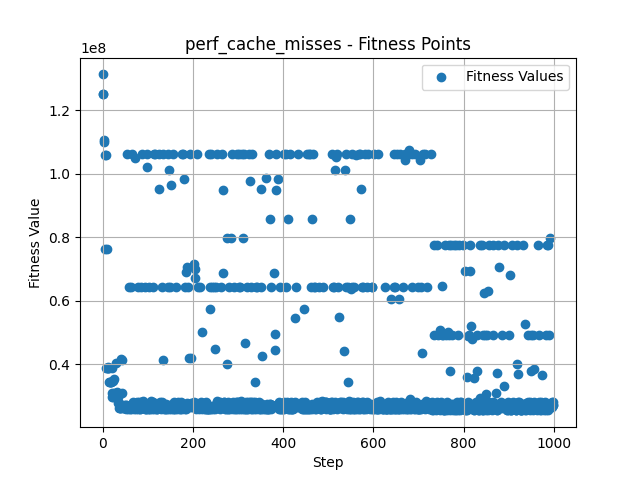 perf_cache_misses - Fitness Points
1e8
Fitness Values
1.2
1.0
0.8
0.6
0.4
Fitness Value
0 200 400 600 800 1000
Step